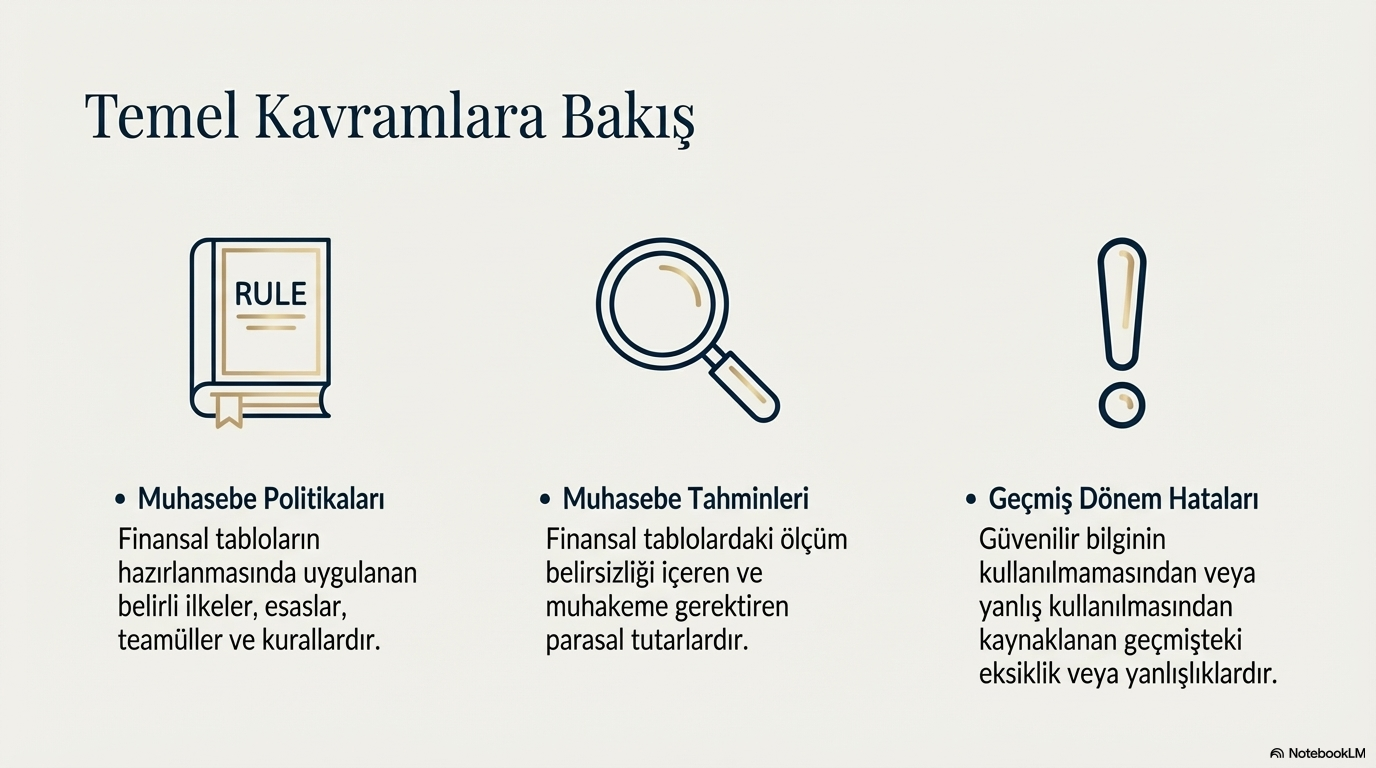 Temel Kavramlara Bakış
RULE
• Muhasebe Politikaları
Finansal tabloların
hazırlanmasında uygulanan
belirli ilkeler, esaslar,
teamüller ve kurallardır.
• Muhasebe Tahminleri
Finansal tablolardaki ölçüm
belirsizliği içeren ve
muhakeme gerektiren
parasal tutarlardır.
• Geçmiş Dönem Hataları
Güvenilir bilginin
kullanılmamasından veya
yanlış kullanılmasından
kaynaklanan geçmişteki
eksiklik veya yanlışlıklardır.
NotebookLM